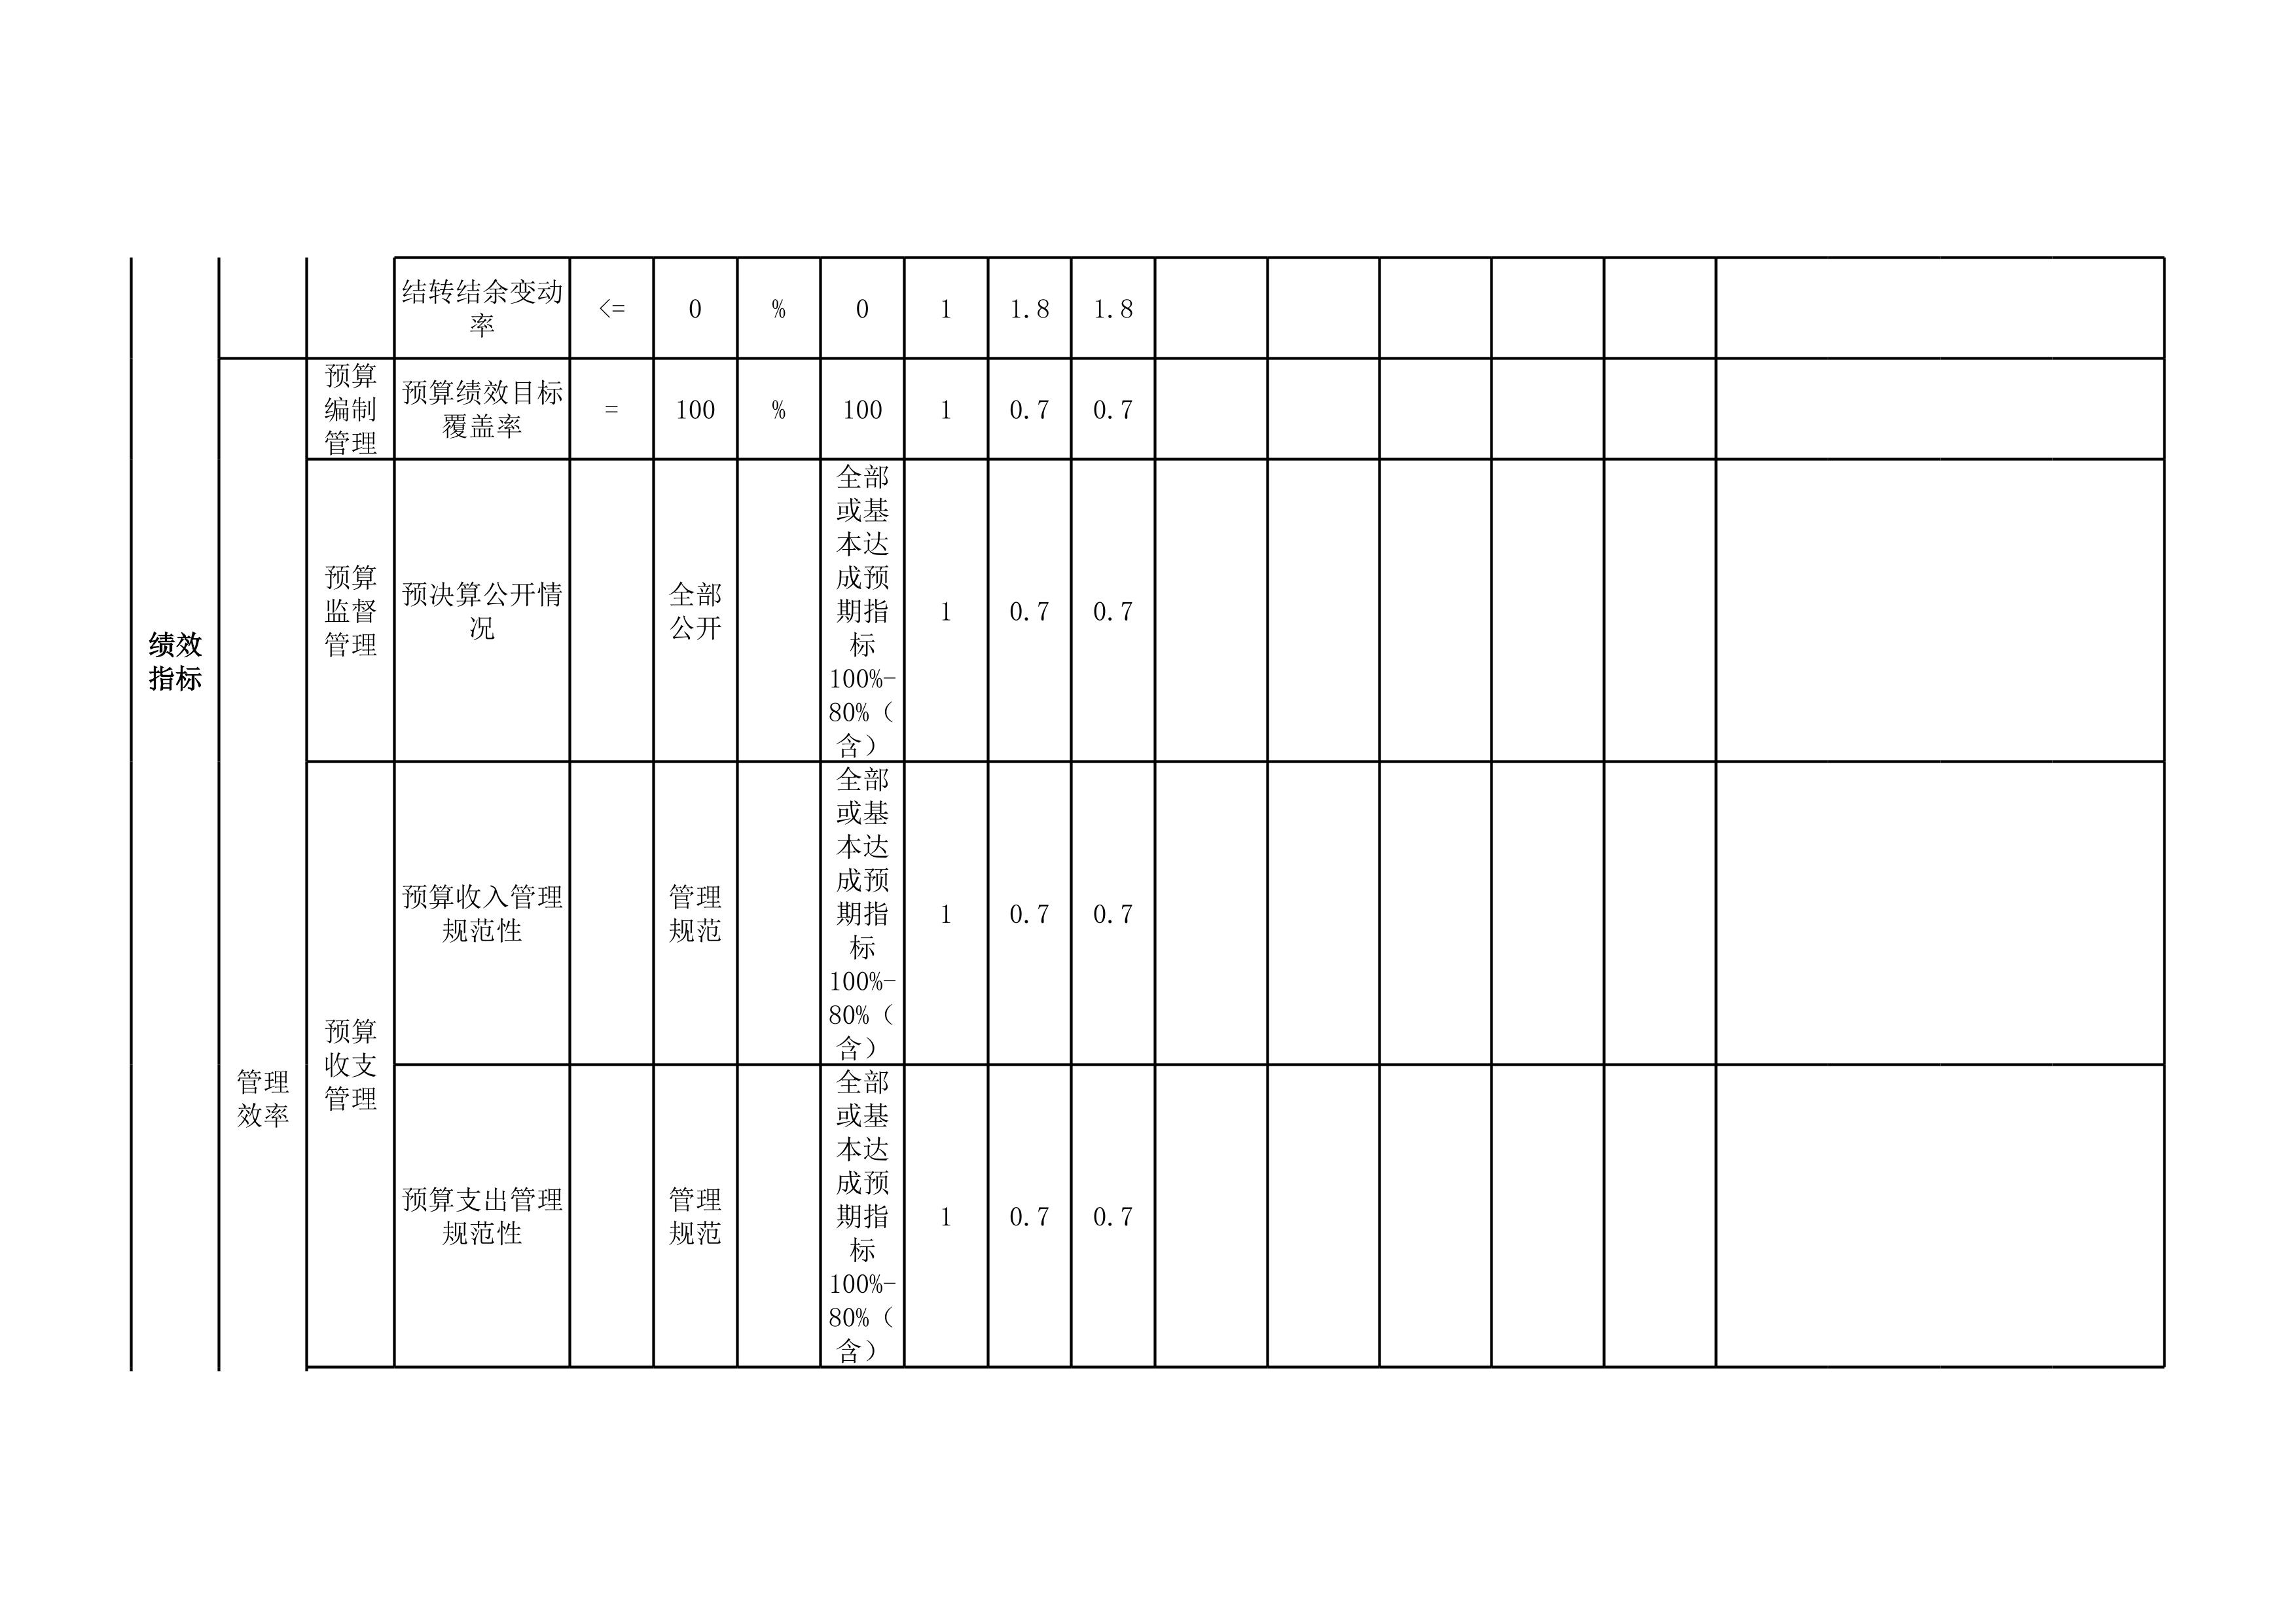 结转结余变动
率
<=
0
%
0
1
1.8
1.8
预算
编制
管理
预算绩效目标
覆盖率
=
100
%
100
1
0.7
0.7
绩效
指标
预算
监督
管理
预决算公开情
况
全部
公开
全部
或基
本达
成预
期指
标
100%-
80%（
含）
1
0.7
0.7
管理
效率
预算
收支
管理
预算收入管理
规范性
管理
规范
全部
或基
本达
成预
期指
标
100%-
80%（
含）
1
0.7
0.7
预算支出管理
规范性
管理
规范
全部
或基
本达
成预
期指
标
100%-
80%（
含）
1
0.7
0.7